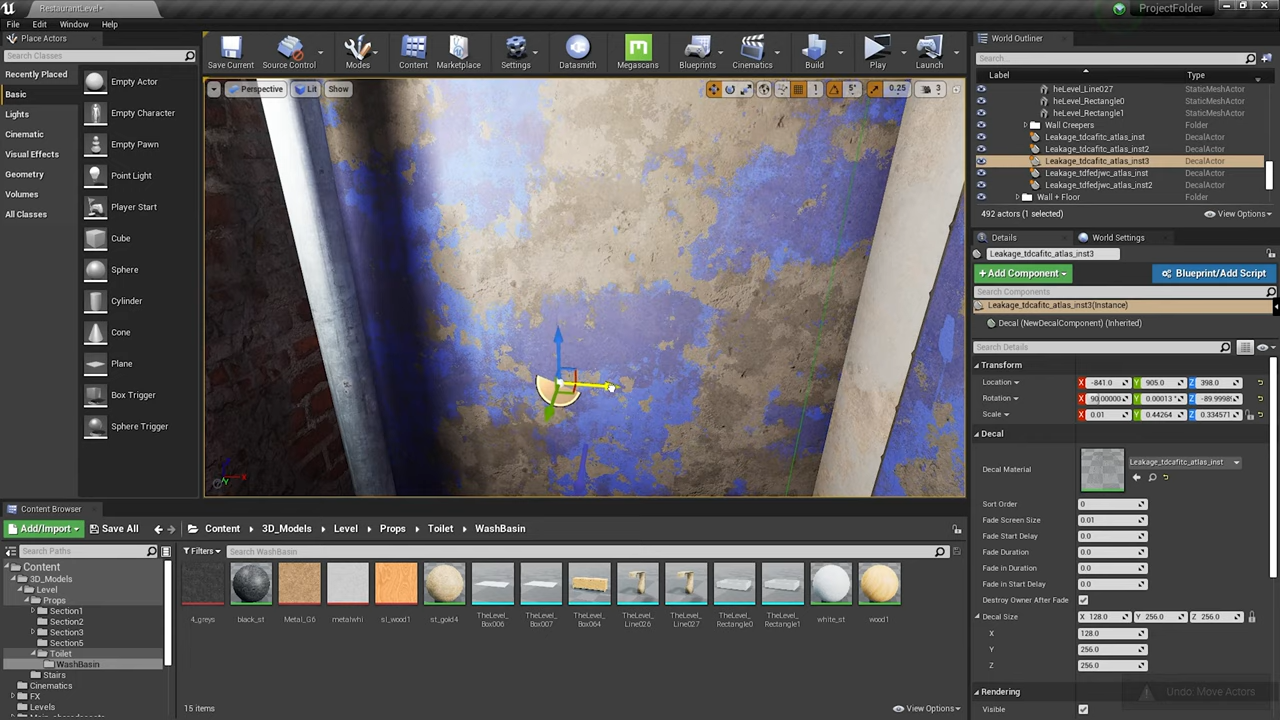 RestaurantLevel*
ProjectFolder
File Edit Window Help
Place Actors
Search Classes
Recently Placed
Basic
Lights
Cinematic
Visual Effects
Geometry
Volumes
All Classes
Empty Actor
Empty Character
Empty Pawn
Point Light
Player Start
Cube
Sphere
Cylinder
Cone
Plane
Box Trigger
Sphere Trigger
Save Current Source Control Modes Content Marketplace Settings Datasmith Megascans Blueprints Cinematics Build Play Launch
Perspective Lit Show 1 5° 0.25 3
World Outliner
Search...
Label Type
heLevel_Line027 StaticMeshActor
heLevel_Rectangle0 StaticMeshActor
heLevel_Rectangle1 StaticMeshActor
Wall Creepers Folder
Leakage_tdcafitc_atlas_inst DecalActor
Leakage_tdcafitc_atlas_inst2 DecalActor
Leakage_tdcafitc_atlas_inst3 DecalActor
Leakage_tdfedjwc_atlas_inst DecalActor
Leakage_tdfedjwc_atlas_inst2 DecalActor
Wall + Floor Folder
492 actors (1 selected) View Options
Details World Settings
Leakage_tdcafitc_atlas_inst3
+Add Component Blueprint/Add Script
Search Components
Leakage_tdcafitc_atlas_inst3(Instance)
Decal (NewDecalComponent) (Inherited)
Search Details
Transform
Location X -841.0 Y 905.0 Z 398.0
Rotation X 90.00000 Y 0.00013 ° Z -89.9998
Scale X 0.01 Y 0.44264 Z 0.334571
Decal
Decal Material Leakage_tdcafitc_atlas_inst
Sort Order 0
Fade Screen Size 0.01
Fade Start Delay 0.0
Fade Duration 0.0
Fade in Duration 0.0
Fade in Start Delay 0.0
Destroy Owner After Fade
Decal Size X 128.0 Y 256.0 Z 256.0
X 128.0
Y 256.0
Z 256.0
Rendering
Visible
Undo: Move Actors
Content Browser
Add/Import Save All Content 3D_Models Level Props Toilet WashBasin
Search Paths
Filters Search WashBasin
Content
3D_Models
Level
Props
Section1
Section2
Section3
Section5
Toilet
WashBasin
Stairs
Cinematics
FX
Levels
4_greys black_st Metal_G6 metalwhi sl_wood1 st_gold4 TheLevel_Box006 TheLevel_Box007 TheLevel_Box064 TheLevel_Line026 TheLevel_Line027 TheLevel_Rectangle0 TheLevel_Rectangle1 white_st wood1
15 items View Options